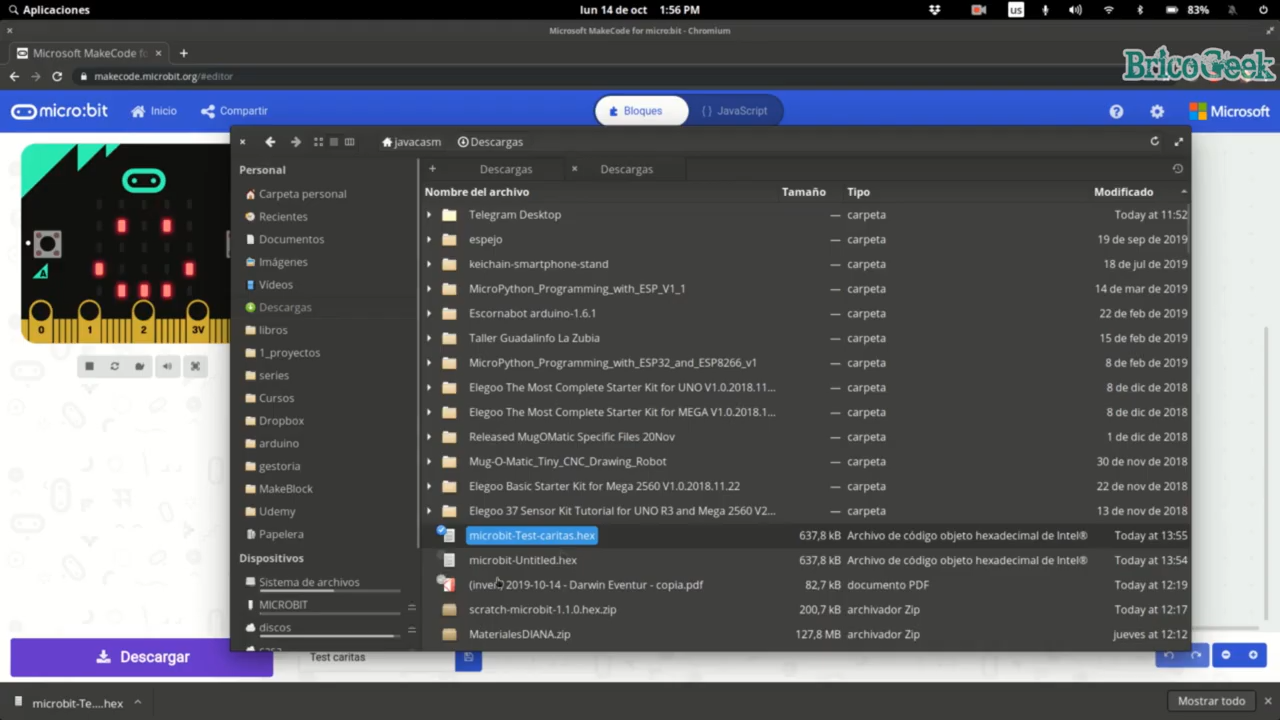 Aplicaciones
lun 14 de oct 1:56 PM
us
83%
Microsoft MakeCode for micro:bit - Chromium
Microsoft MakeCode fo
BricoGeek
makecode.microbit.org/#editor
micro:bit
Inicio
Compartir
Bloques
{ } JavaScript
Microsoft
javacasm
Descargas
Personal
Descargas
Descargas
Nombre del archivo Tamaño Tipo Modificado
Carpeta personal
Recientes
Documentos
Imágenes
Vídeos
Descargas
libros
1_proyectos
series
Cursos
Dropbox
arduino
gestoria
MakeBlock
Udemy
Papelera
Dispositivos
Sistema de archivos
MICROBIT
discos
Telegram Desktop — carpeta Today at 11:52
espejo — carpeta 19 de sep de 2019
keichain-smartphone-stand — carpeta 18 de jul de 2019
MicroPython_Programming_with_ESP_V1_1 — carpeta 14 de mar de 2019
Escornabot arduino-1.6.1 — carpeta 22 de feb de 2019
Taller Guadalinfo La Zubia — carpeta 15 de feb de 2019
MicroPython_Programming_with_ESP32_and_ESP8266_v1 — carpeta 8 de feb de 2019
Elegoo The Most Complete Starter Kit for UNO V1.0.2018.11... — carpeta 8 de dic de 2018
Elegoo The Most Complete Starter Kit for MEGA V1.0.2018.1... — carpeta 8 de dic de 2018
Released MugOMatic Specific Files 20Nov — carpeta 1 de dic de 2018
Mug-O-Matic_Tiny_CNC_Drawing_Robot — carpeta 30 de nov de 2018
Elegoo Basic Starter Kit for Mega 2560 V1.0.2018.11.22 — carpeta 22 de nov de 2018
Elegoo 37 Sensor Kit Tutorial for UNO R3 and Mega 2560 V2... — carpeta 13 de nov de 2018
microbit-Test-caritas.hex 637,8 kB Archivo de código objeto hexadecimal de Intel® Today at 13:55
microbit-Untitled.hex 637,8 kB Archivo de código objeto hexadecimal de Intel® Today at 13:54
2019-10-14 - Darwin Eventur - copia.pdf 82,7 kB documento PDF Today at 12:19
scratch-microbit-1.1.0.hex.zip 200,7 kB archivador Zip Today at 12:17
MaterialesDIANA.zip 127,8 MB archivador Zip jueves at 12:12
A
0 1 2 3V
Descargar
Test caritas
microbit-Te....hex
Mostrar todo